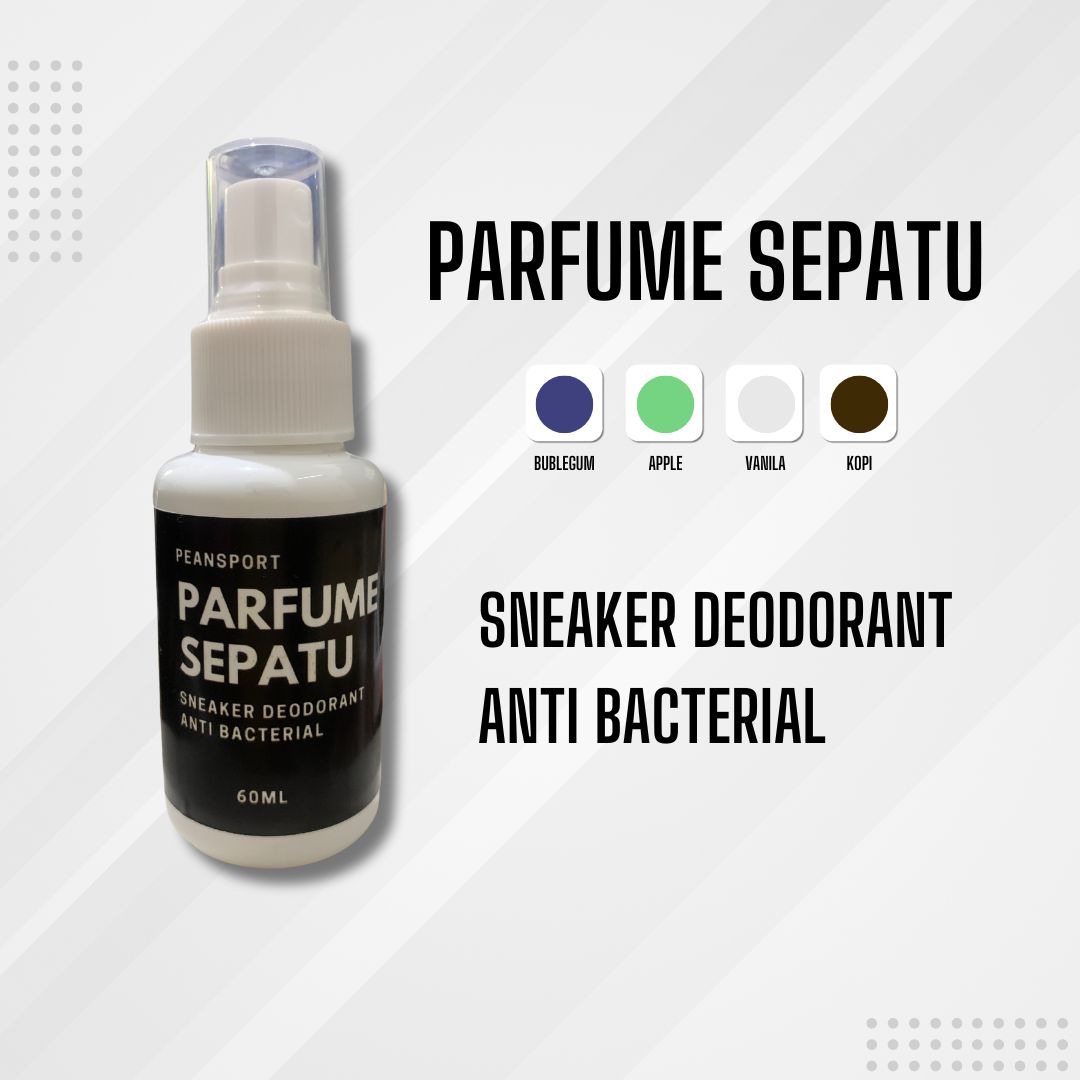 PARFUME SEPATU
BUBLEGUM
APPLE
VANILA
KOPI
PEANSPORT
PARFUME
SEPATU
SNEAKER DEODORANT
ANTI BACTERIAL
60ML
SNEAKER DEODORANT
ANTI BACTERIAL